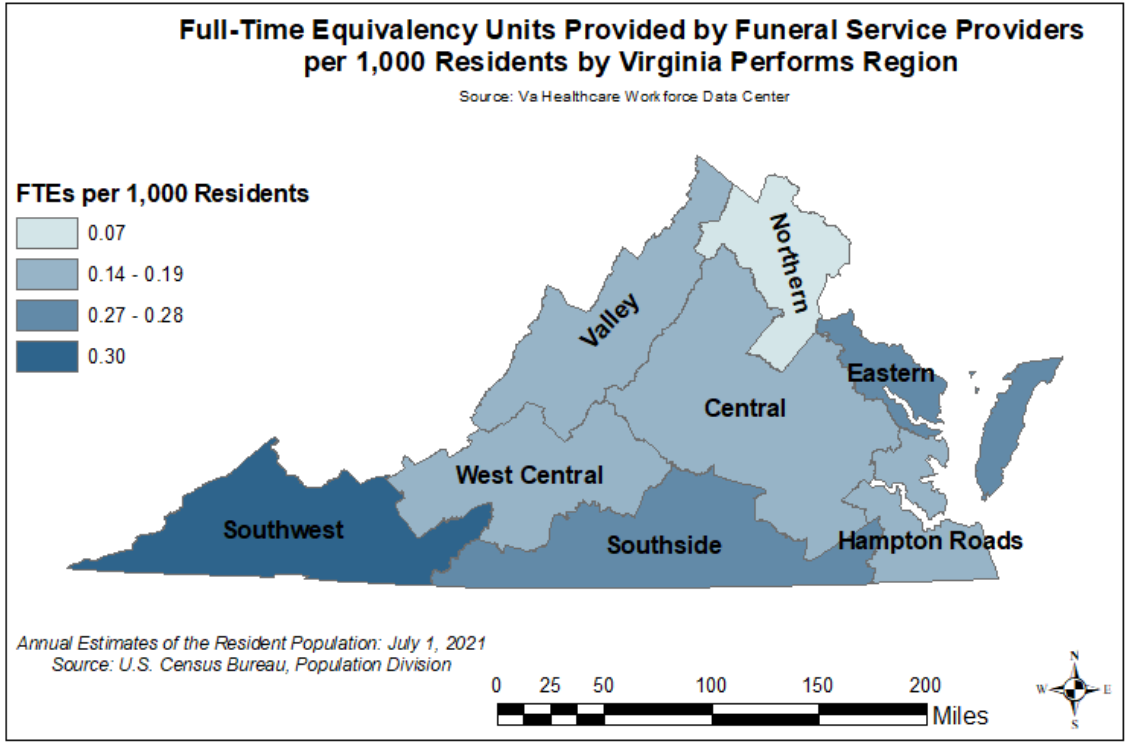 Full-Time Equivalency Units Provided by Funeral Service Providers
per 1,000 Residents by Virginia Performs Region
Source: Va Healthcare Workforce Data Center
FTEs per 1,000 Residents
0.07
0.14 - 0.19
0.27 - 0.28
0.30
Northern
Valley
Eastern
Central
West Central
Southwest
Southside
Hampton Roads
Annual Estimates of the Resident Population: July 1, 2021
Source: U.S. Census Bureau, Population Division
0 25 50 100 150 200
Miles
N
W E
S